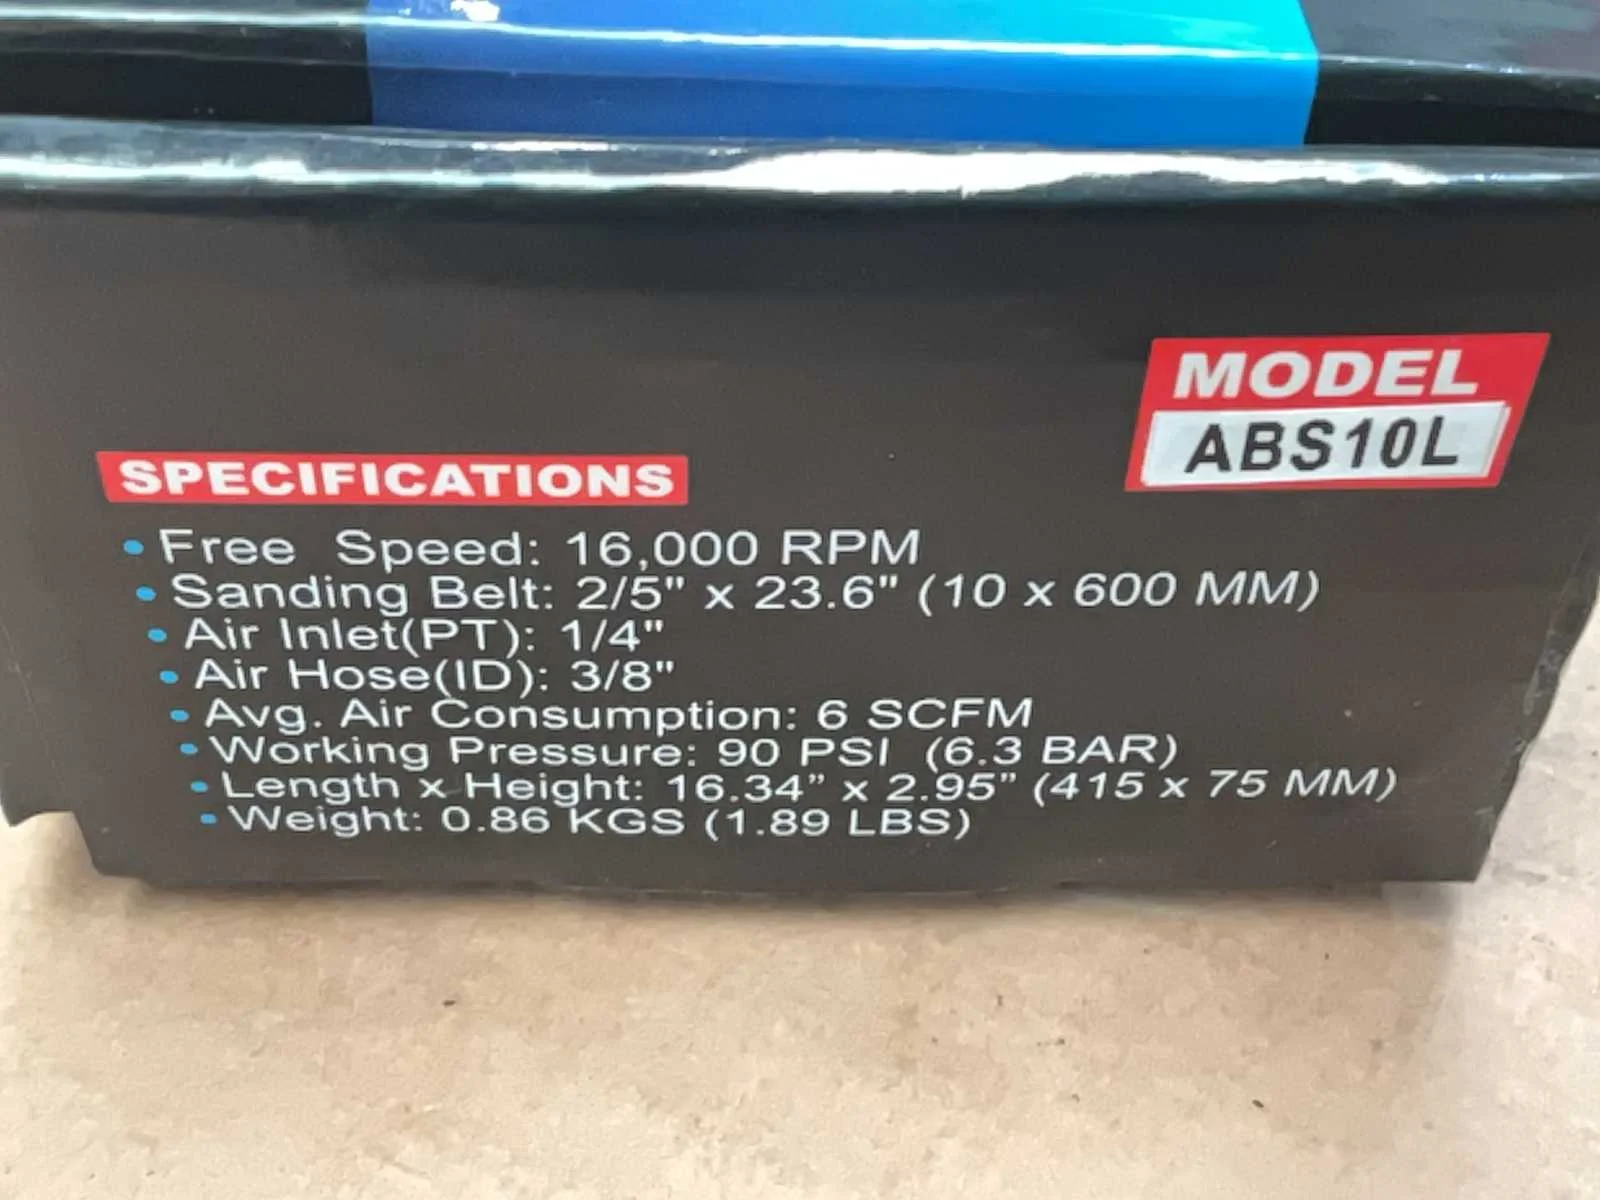 MODEL
ABS10L
SPECIFICATIONS
• Free Speed: 16,000 RPM
• Sanding Belt: 2/5" x 23.6" (10 x 600 MM)
• Air Inlet(PT): 1/4"
• Air Hose(ID): 3/8"
• Avg. Air Consumption: 6 SCFM
• Working Pressure: 90 PSI (6.3 BAR)
• Length x Height: 16.34” x 2.95” (415 x 75 MM)
• Weight: 0.86 KGS (1.89 LBS)